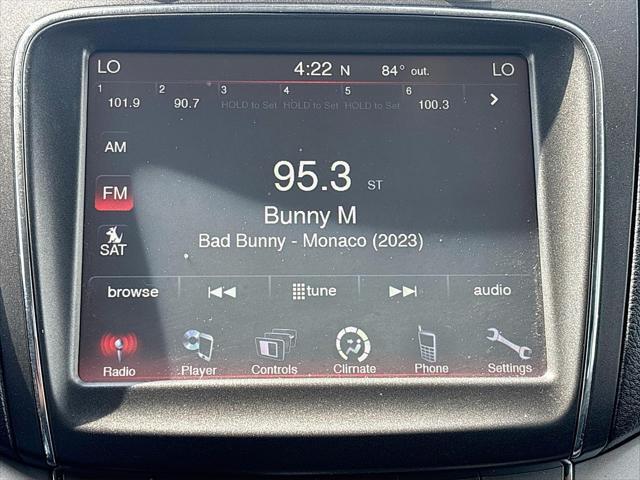 LO 4:22 N 84° out. LO
1 2 3 4 5 6
101.9 90.7 HOLD to Set HOLD to Set HOLD to Set 100.3
AM
95.3 ST
FM
Bunny M
SAT
Bad Bunny - Monaco (2023)
browse tune audio
Radio Player Controls Climate Phone Settings